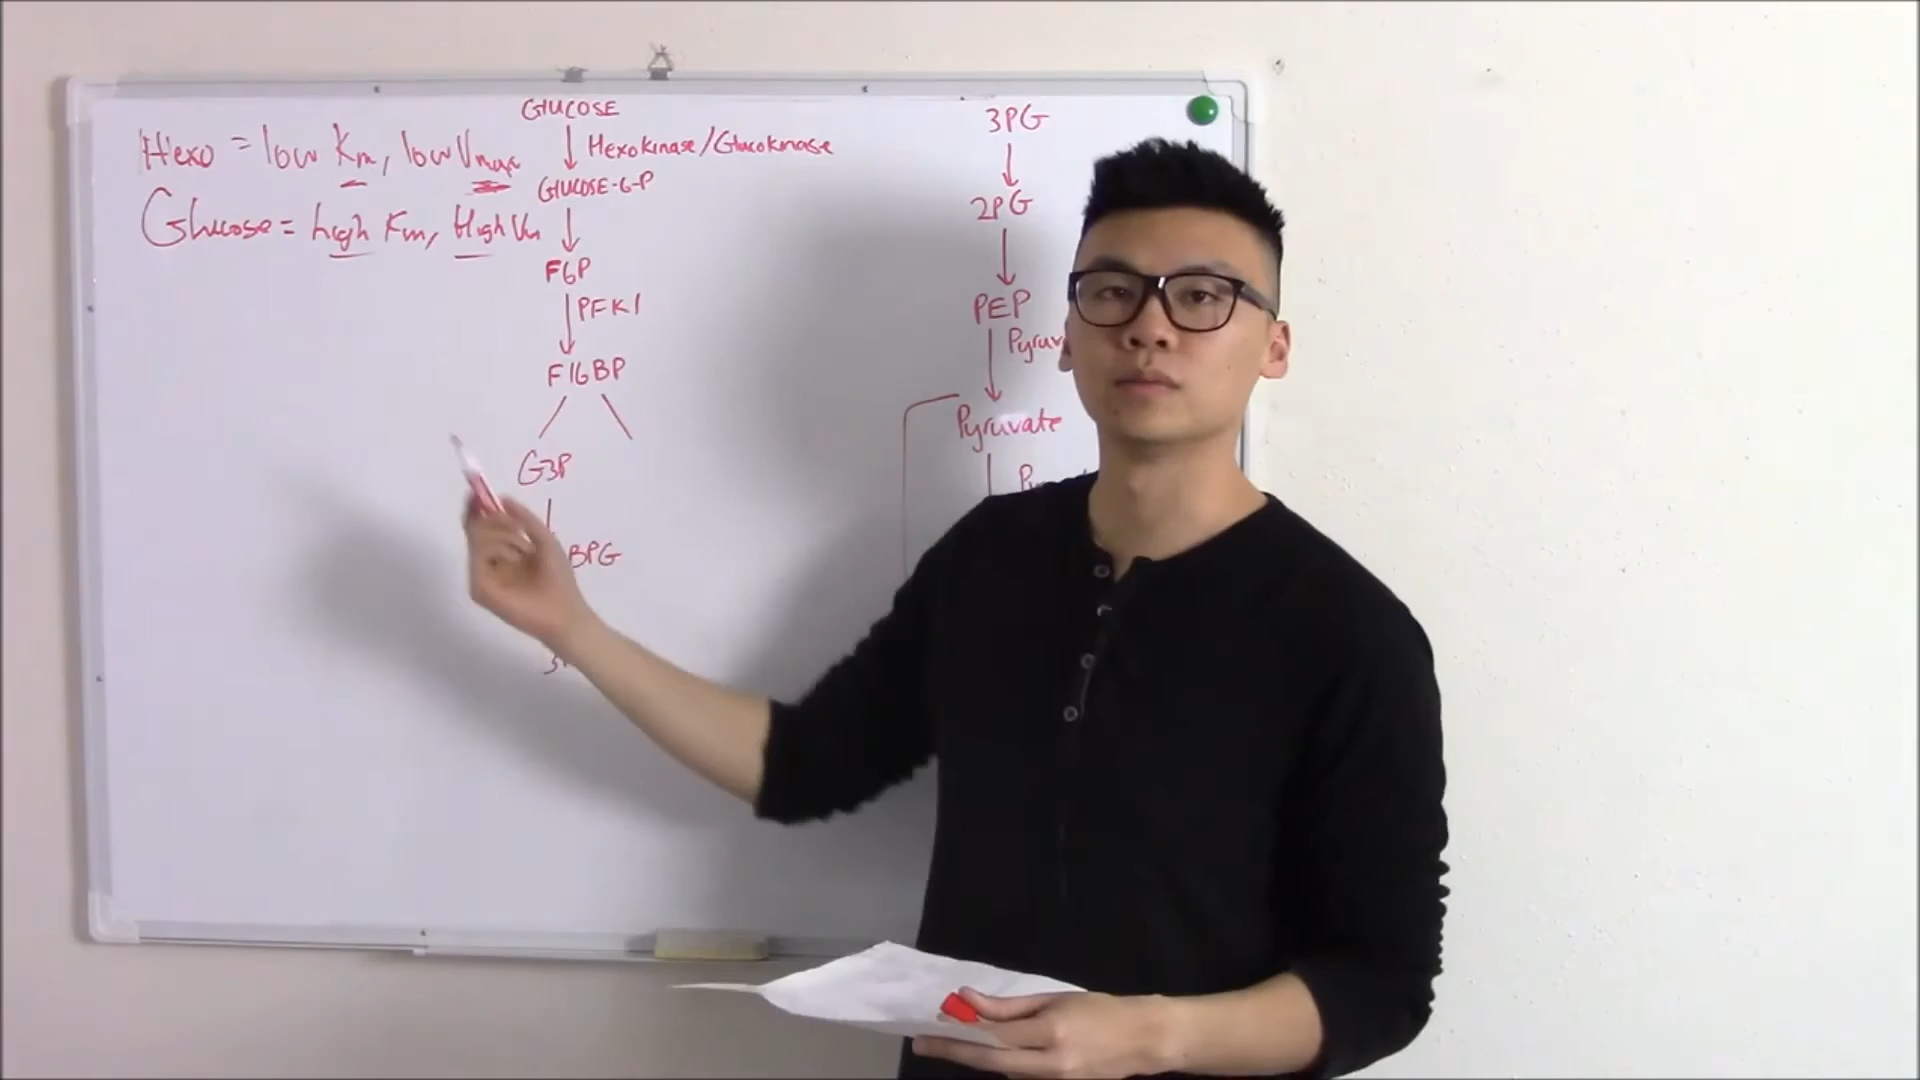 Hexo = low Km, low Vmax
Glucose = high Km, High Vm
GLUCOSE
Hexokinase/Glucokinase
GLUCOSE-6-P
F6P
PFK1
F16BP
G3P
BPG
3PG
2PG
PEP
Pyruv
Pyruvate